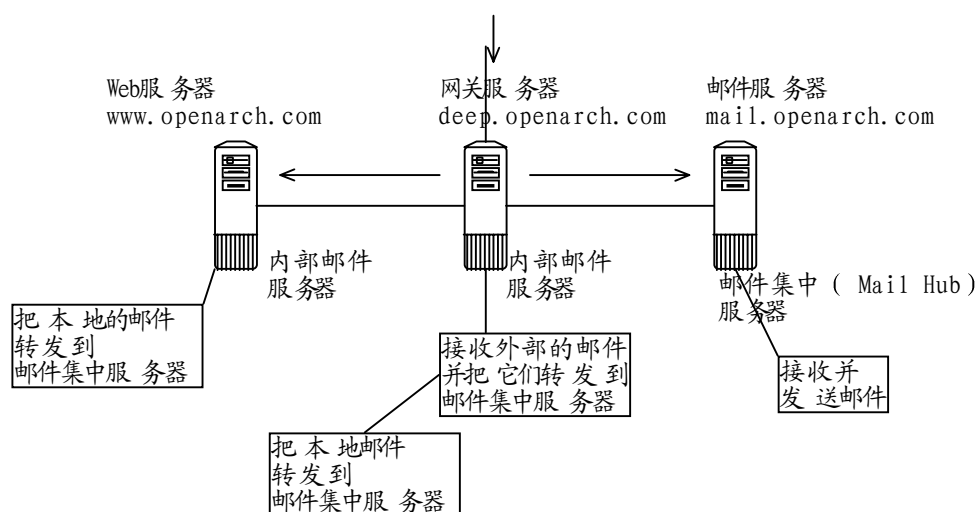 Web服务器
www.openarch.com
网关服务器
deep.openarch.com
邮件服务器
mail.openarch.com
内部邮件
服务器
内部邮件
服务器
邮件集中（Mail Hub）
服务器
把本地的邮件
转发到
邮件集中服务器
接收外部的邮件
并把它们转发到
邮件集中服务器
接收并
发送邮件
把本地邮件
转发到
邮件集中服务器